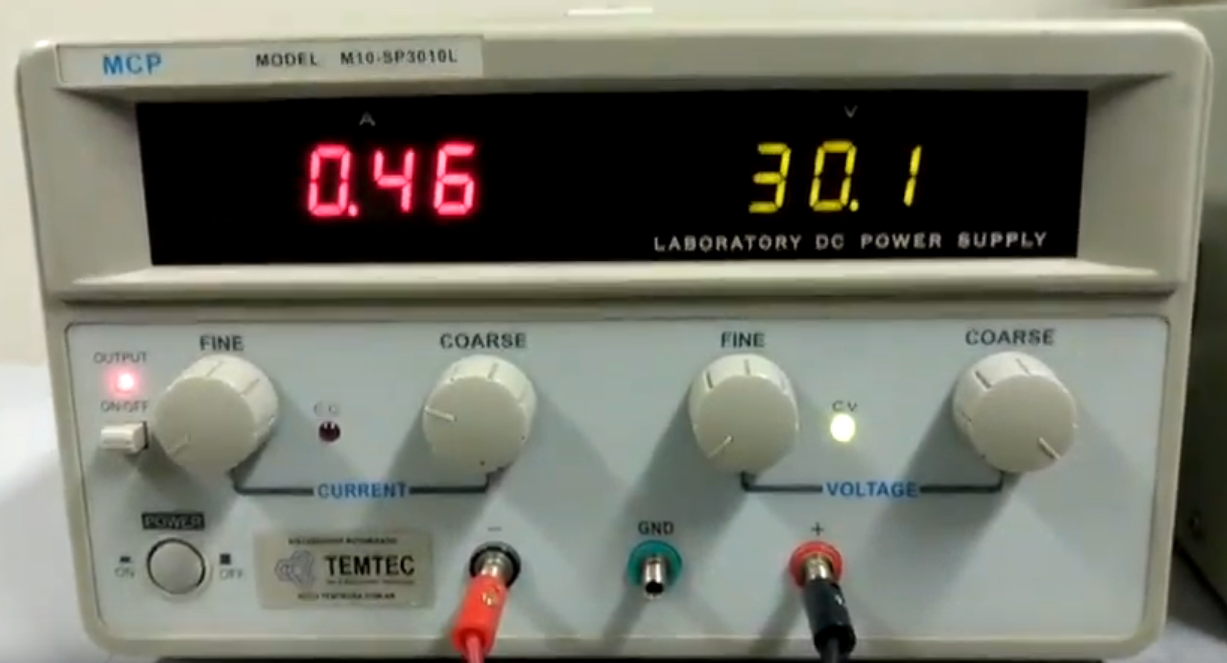 MCP MODEL M10-SP3010L
A V
0.46 30.1
LABORATORY DC POWER SUPPLY
FINE COARSE FINE COARSE
OUTPUT
ON/OFF
C.C C.V
CURRENT VOLTAGE
POWER
ON OFF
TEMTEC
- GND +